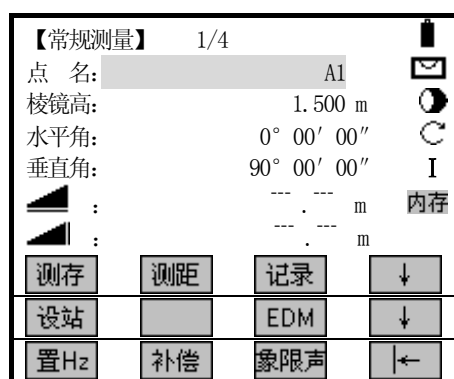 【常规测量】 1/4
点 名: A1
棱镜高: 1.500 m
水平角: 0° 00′ 00″
垂直角: 90° 00′ 00″ I
: --- . --- m 内存
: --- . --- m
测存 测距 记录 ↓
设站 EDM ↓
置Hz 补偿 象限声 |←